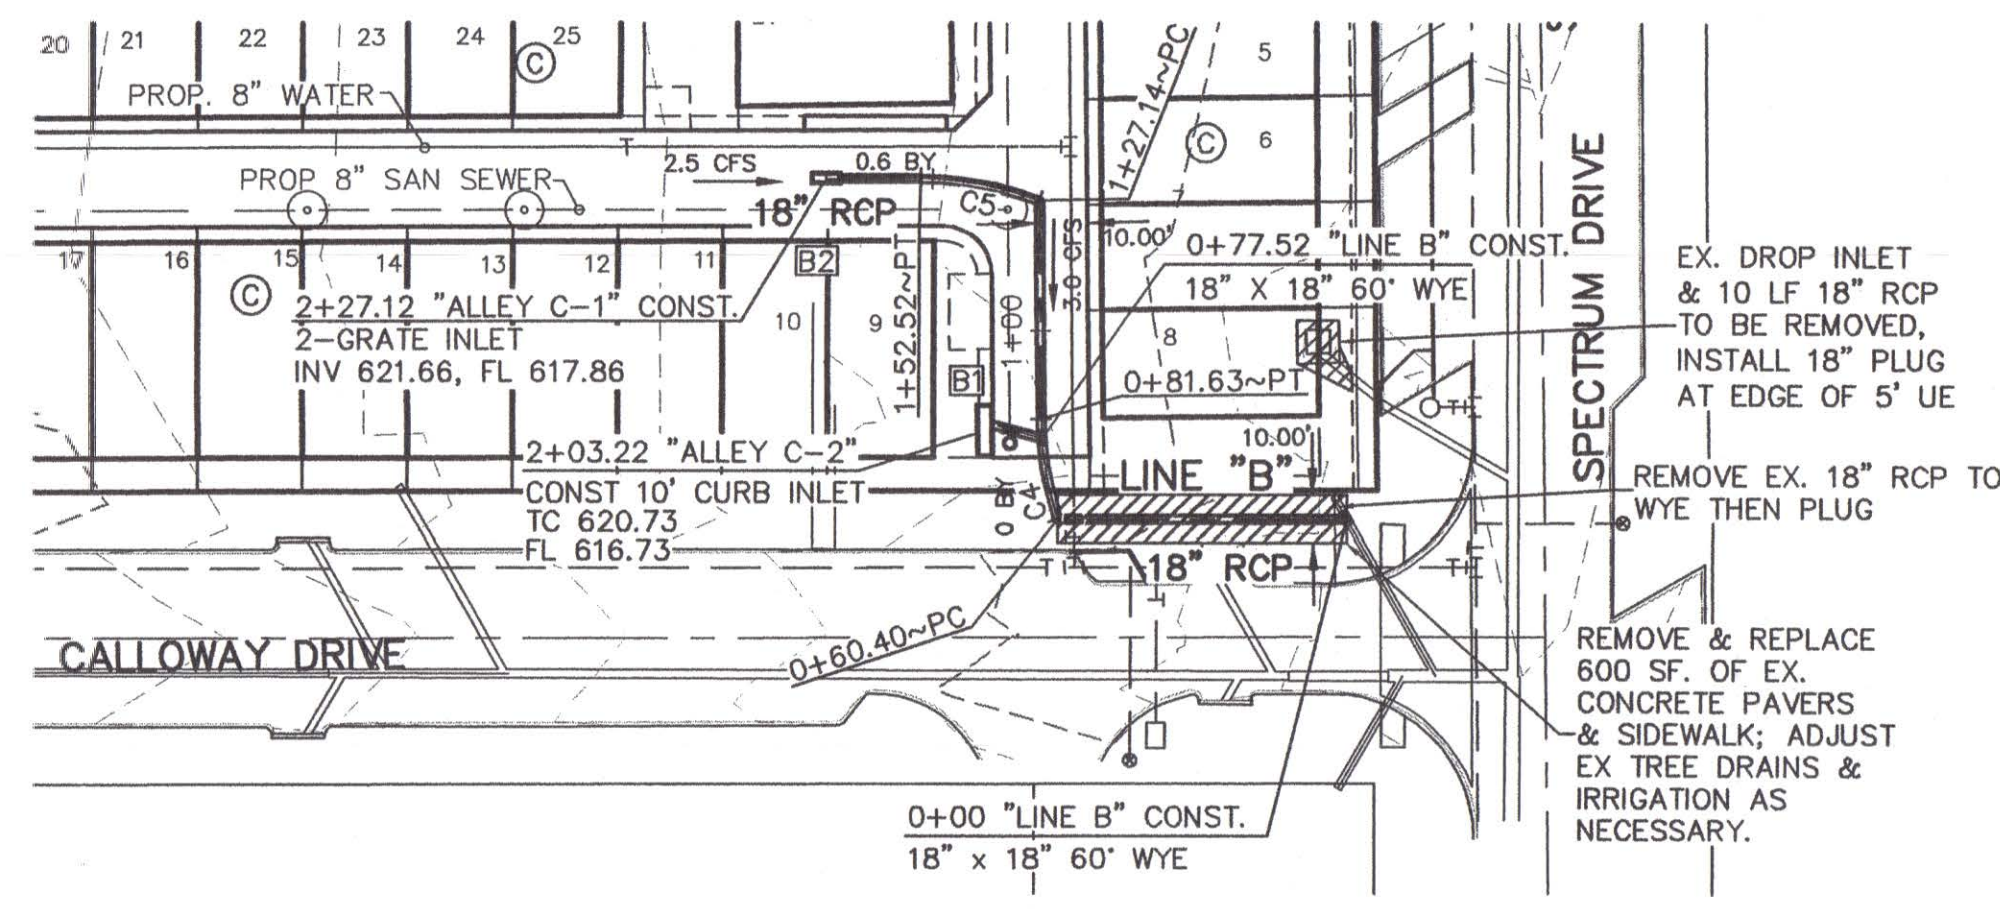 20
21
22
23
24
25
C
PROP. 8" WATER
PROP 8" SAN SEWER
2.5 CFS
0.6 BY
18" RCP
C5
1+27.14~PC
5
C
6
10.00'
3.0 CFS
17
16
15
14
13
12
11
B2
C
10
9
8
1+52.52~PT
B1
1+00
2+27.12 "ALLEY C-1" CONST.
2-GRATE INLET
INV 621.66, FL 617.86
0+77.52 "LINE B" CONST.
18" X 18" 60° WYE
0+81.63~PT
2+03.22 "ALLEY C-2"
CONST 10' CURB INLET
TC 620.73
FL 616.73
0 BY
C4
10.00'
LINE "B"
18" RCP
0+60.40~PC
CALLOWAY DRIVE
SPECTRUM DRIVE
EX. DROP INLET
& 10 LF 18" RCP
TO BE REMOVED,
INSTALL 18" PLUG
AT EDGE OF 5' UE
REMOVE EX. 18" RCP TO
WYE THEN PLUG
REMOVE & REPLACE
600 SF. OF EX.
CONCRETE PAVERS
& SIDEWALK; ADJUST
EX TREE DRAINS &
IRRIGATION AS
NECESSARY.
0+00 "LINE B" CONST.
18" x 18" 60° WYE